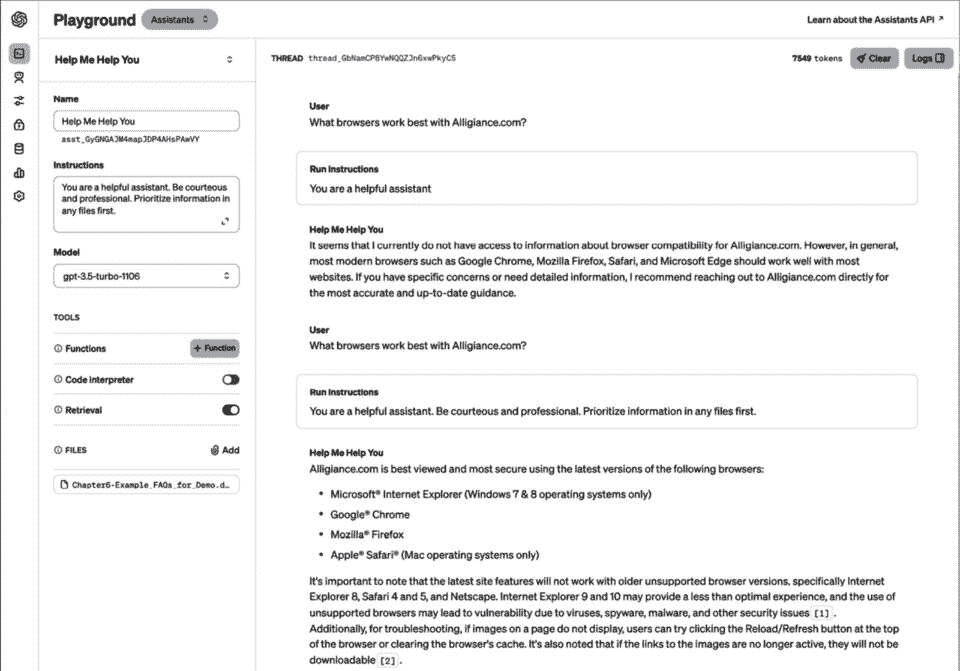 Playground
Assistants
Learn about the Assistants API ↗
Help Me Help You
Name
Help Me Help You
asst_GyGNGAJM4mapJDP4AHsPAwVY
Instructions
You are a helpful assistant. Be courteous
and professional. Prioritize information in
any files first.
Model
gpt-3.5-turbo-1106
TOOLS
Functions
+ Function
Code interpreter
Retrieval
FILES
Add
Chapter6-Example_FAQs_for_Demo.d…
THREAD thread_GbNamCP8YwNQQZJn6xwPkyC5
7549 tokens
Clear
Logs
User
What browsers work best with Alligiance.com?
Run Instructions
You are a helpful assistant
Help Me Help You
It seems that I currently do not have access to information about browser compatibility for Alligiance.com. However, in general,
most modern browsers such as Google Chrome, Mozilla Firefox, Safari, and Microsoft Edge should work well with most
websites. If you have specific concerns or need detailed information, I recommend reaching out to Alligiance.com directly for
the most accurate and up-to-date guidance.
User
What browsers work best with Alligiance.com?
Run Instructions
You are a helpful assistant. Be courteous and professional. Prioritize information in any files first.
Help Me Help You
Alligiance.com is best viewed and most secure using the latest versions of the following browsers:
• Microsoft® Internet Explorer (Windows 7 & 8 operating systems only)
• Google® Chrome
• Mozilla® Firefox
• Apple® Safari® (Mac operating systems only)
It's important to note that the latest site features will not work with older unsupported browser versions, specifically Internet
Explorer 8, Safari 4 and 5, and Netscape. Internet Explorer 9 and 10 may provide a less than optimal experience, and the use of
unsupported browsers may lead to vulnerability due to viruses, spyware, malware, and other security issues [1].
Additionally, for troubleshooting, if images on a page do not display, users can try clicking the Reload/Refresh button at the top
of the browser or clearing the browser's cache. It's also noted that if the links to the images are no longer active, they will not be
downloadable [2].